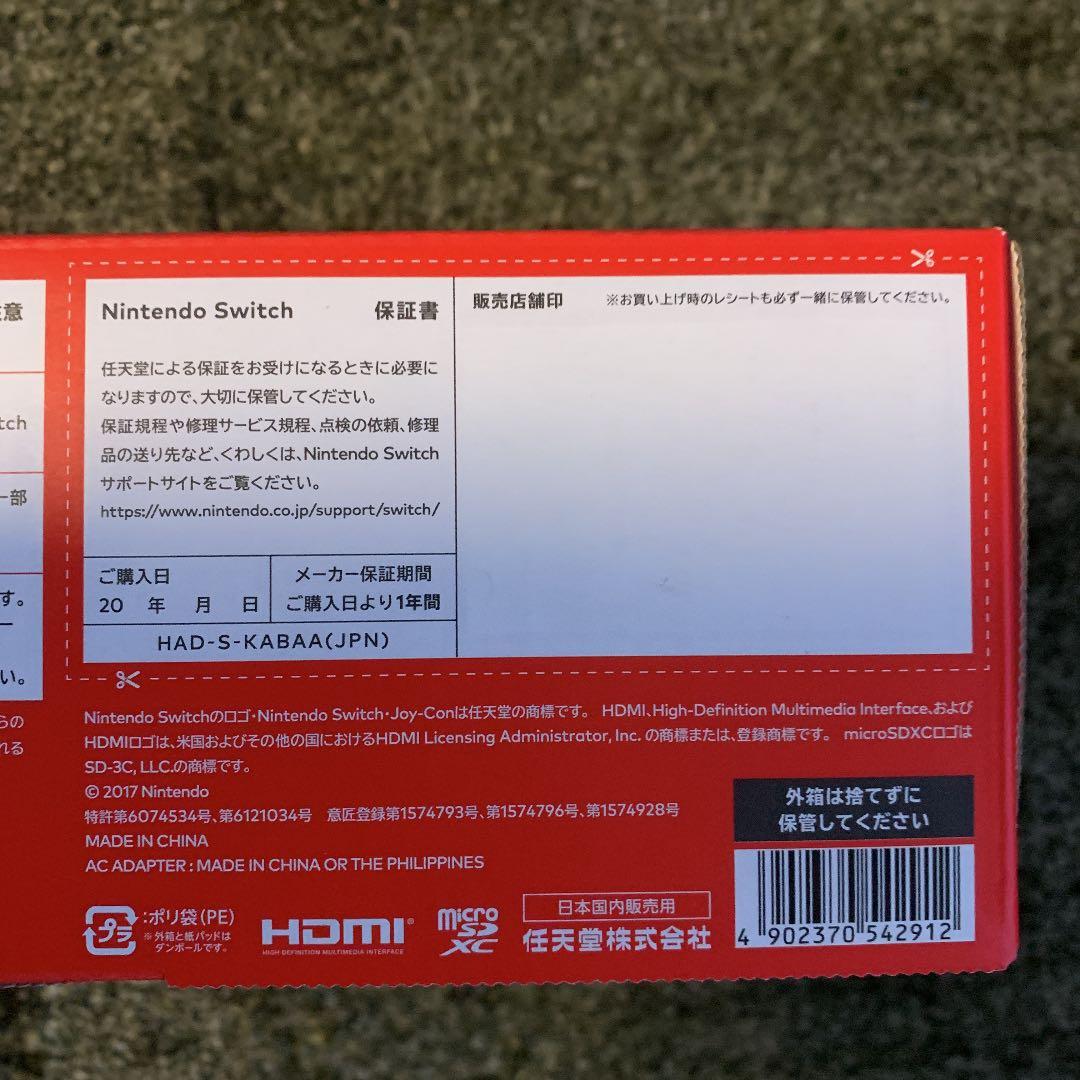 意
tch
一部
す。
い。
らの
れる
Nintendo Switch 保証書
任天堂による保証をお受けになるときに必要に
なりますので、大切に保管してください。
保証規程や修理サービス規程、点検の依頼、修理
品の送り先など、くわしくは、Nintendo Switch
サポートサイトをご覧ください。
https://www.nintendo.co.jp/support/switch/
ご購入日
20 年 月 日
メーカー保証期間
ご購入日より1年間
HAD-S-KABAA(JPN)
販売店舗印 ※お買い上げ時のレシートも必ず一緒に保管してください。
Nintendo Switchのロゴ・Nintendo Switch・Joy-Conは任天堂の商標です。 HDMI、High-Definition Multimedia Interface、および
HDMIロゴは、米国およびその他の国におけるHDMI Licensing Administrator, Inc. の商標または、登録商標です。 microSDXCロゴは
SD-3C, LLC.の商標です。
© 2017 Nintendo
特許第6074534号、第6121034号 意匠登録第1574793号、第1574796号、第1574928号
MADE IN CHINA
AC ADAPTER : MADE IN CHINA OR THE PHILIPPINES
プラ
:ポリ袋(PE)
※外箱と紙パッドは
ダンボールです。
HDMI®
HIGH-DEFINITION MULTIMEDIA INTERFACE
micro
SD
XC
日本国内販売用
任天堂株式会社
外箱は捨てずに
保管してください
4 902370 542912